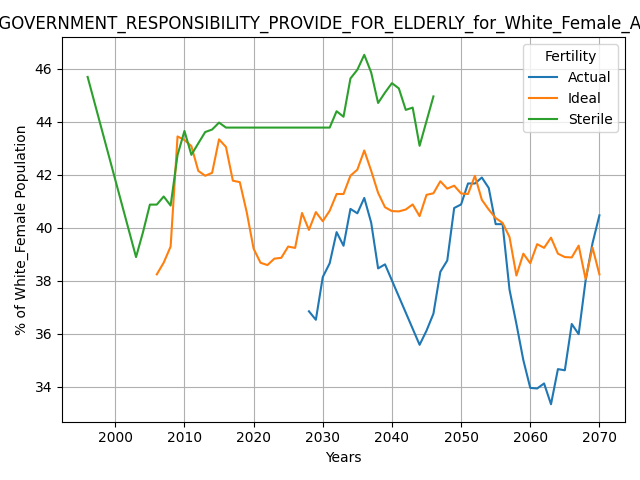 GOVERNMENT_RESPONSIBILITY_PROVIDE_FOR_ELDERLY_for_White_Female_A
Fertility
Actual
Ideal
Sterile
% of White_Female Population
46
44
42
40
38
36
34
2000 2010 2020 2030 2040 2050 2060 2070
Years